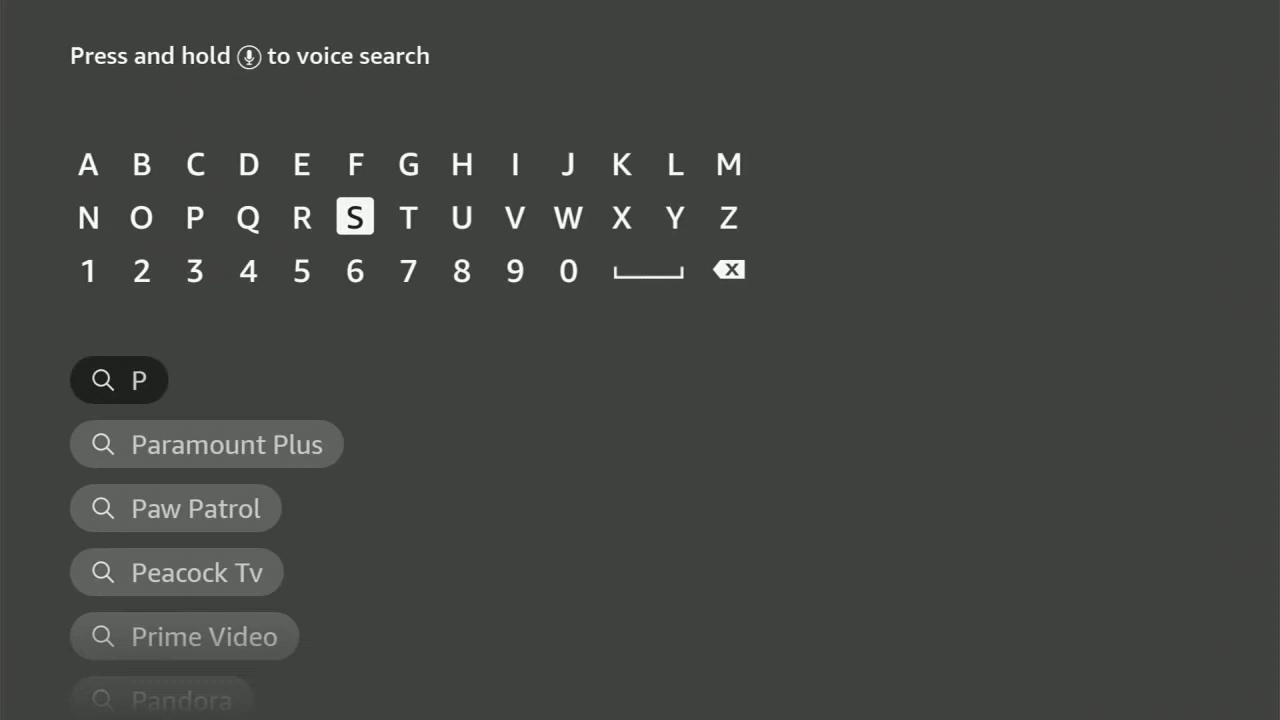 Press and hold to voice search
A B C D E F G H I J K L M
N O P Q R S T U V W X Y Z
1 2 3 4 5 6 7 8 9 0
P
Paramount Plus
Paw Patrol
Peacock Tv
Prime Video
Pandora